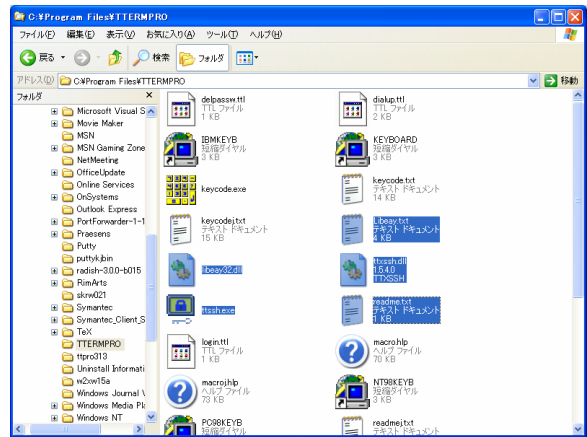 C:¥Program Files¥TTERMPRO
ファイル(F) 編集(E) 表示(V) お気に入り(A) ツール(T) ヘルプ(H)
戻る 検索 フォルダ
アドレス(D) C:¥Program Files¥TTERMPRO 移動
フォルダ
Microsoft Visual S
Movie Maker
MSN
MSN Gaming Zone
NetMeeting
OfficeUpdate
Online Services
OnSystems
Outlook Express
PortForwarder-1-1
Praesens
Putty
puttykjbin
radish-3.0.0-b015
RimArts
skrw021
Symantec
Symantec_Client_S
TeX
TTERMPRO
ttpro313
Uninstall Informati
w2xw15a
Windows Journal V
Windows Media Pl
Windows NT
delpassw.ttl
TTL ファイル
1 KB
dialup.ttl
TTL ファイル
2 KB
IBMKEYB
短縮ダイヤル
3 KB
KEYBOARD
短縮ダイヤル
3 KB
keycode.exe
keycode.txt
テキスト ドキュメント
14 KB
keycodej.txt
テキスト ドキュメント
15 KB
Libeay.txt
テキスト ドキュメント
4 KB
libeay32.dll
ttxssh.dll
1.5.4.0
TTXSSH
ttssh.exe
readme.txt
テキスト ドキュメント
1 KB
login.ttl
TTL ファイル
1 KB
macro.hlp
ヘルプ ファイル
70 KB
macroj.hlp
ヘルプ ファイル
73 KB
NT98KEYB
短縮ダイヤル
3 KB
PC98KEYB
短縮ダイヤル
readmej.txt
テキスト ドキュメント